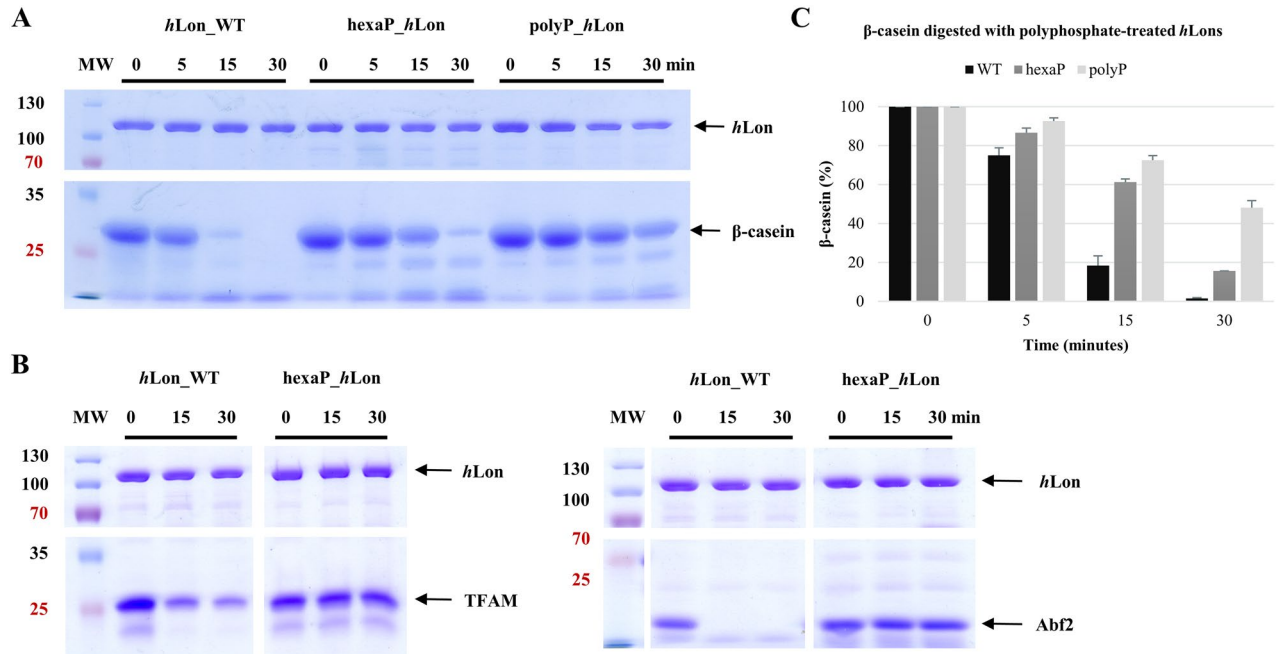 A
hLon_WT hexaP_hLon polyP_hLon
MW 0 5 15 30 0 5 15 30 0 5 15 30 min
130
100
70
hLon
35
25
β-casein
C
β-casein digested with polyphosphate-treated hLons
WT hexaP polyP
100
80
60
40
20
0
β-casein (%)
0 5 15 30
Time (minutes)
B
hLon_WT hexaP_hLon
MW 0 15 30 0 15 30
130
100
70
hLon
35
25
TFAM
hLon_WT hexaP_hLon
MW 0 15 30 0 15 30 min
130
100
70
hLon
25
Abf2